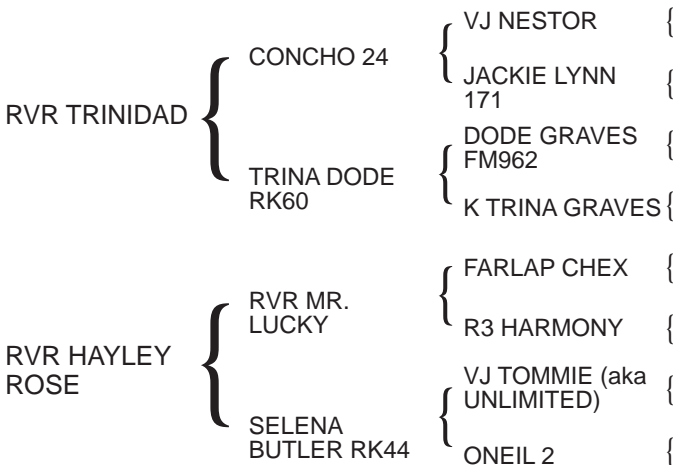 VJ NESTOR
CONCHO 24
JACKIE LYNN
171
RVR TRINIDAD
DODE GRAVES
FM962
TRINA DODE
RK60
K TRINA GRAVES
FARLAP CHEX
RVR MR.
LUCKY
R3 HARMONY
RVR HAYLEY
ROSE
VJ TOMMIE (aka
UNLIMITED)
SELENA
BUTLER RK44
ONEIL 2